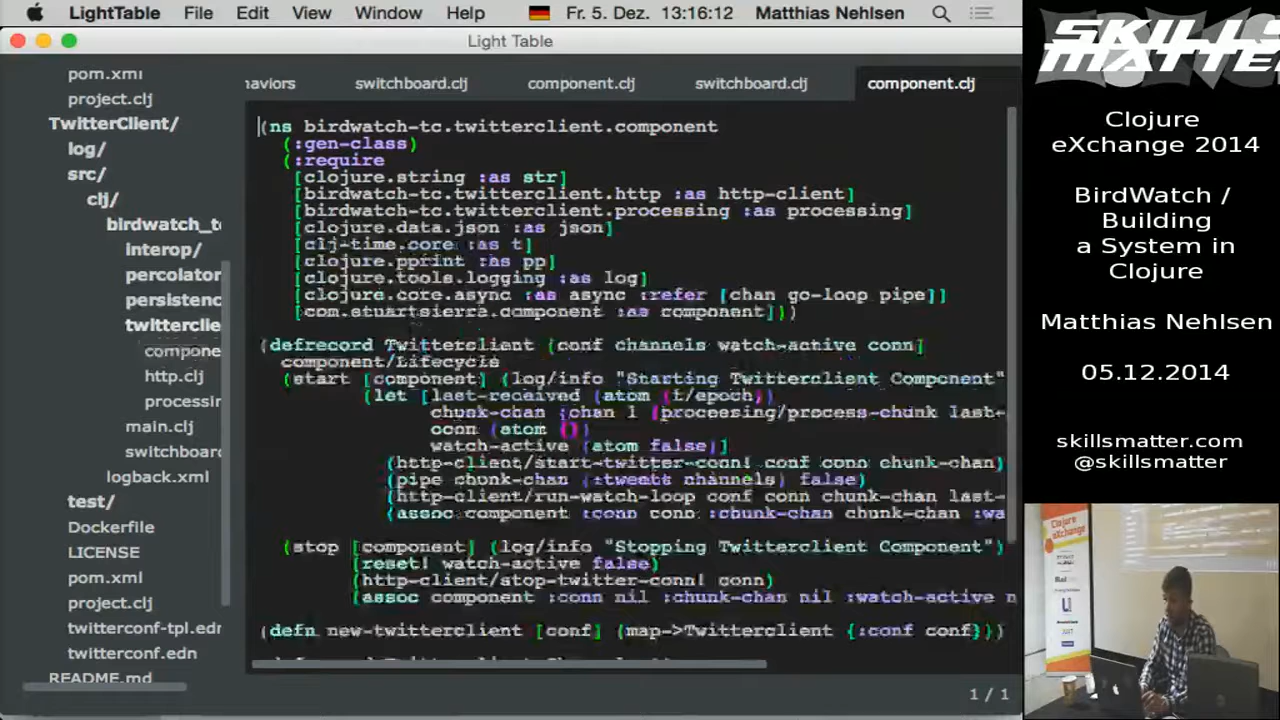 LightTable File Edit View Window Help Fr. 5. Dez. 13:16:12 Matthias Nehlsen
Light Table
pom.xml
project.clj
TwitterClient/
log/
src/
clj/
birdwatch_tc
interop/
percolator
persistenc
twitterclie
compone
http.clj
processin
main.clj
switchboard
logback.xml
test/
Dockerfile
LICENSE
pom.xml
project.clj
twitterconf-tpl.edn
twitterconf.edn
README.md
haviors switchboard.clj component.clj switchboard.clj component.clj
(ns birdwatch-tc.twitterclient.component
(:gen-class)
(:require
[clojure.string :as str]
[birdwatch-tc.twitterclient.http :as http-client]
[birdwatch-tc.twitterclient.processing :as processing]
[clojure.data.json :as json]
[clj-time.core :as t]
[clojure.pprint :as pp]
[clojure.tools.logging :as log]
[clojure.core.async :as async :refer [chan go-loop pipe]]
[com.stuartsierra.component :as component]))
(defrecord Twitterclient [conf channels watch-active conn]
component/Lifecycle
(start [component] (log/info "Starting Twitterclient Component"
(let [last-received (atom (t/epoch))
chunk-chan (chan 1 (processing/process-chunk last-
conn (atom {})
watch-active (atom false)]
(http-client/start-twitter-conn! conf conn chunk-chan)
(pipe chunk-chan (:tweets channels) false)
(http-client/run-watch-loop conf conn chunk-chan last-
(assoc component :conn conn :chunk-chan chunk-chan :wa
(stop [component] (log/info "Stopping Twitterclient Component")
(reset! watch-active false)
(http-client/stop-twitter-conn! conn)
(assoc component :conn nil :chunk-chan nil :watch-active n
(defn new-twitterclient [conf] (map->Twitterclient {:conf conf}))
1 / 1
SKILLS
MATTER
Clojure
eXchange 2014
BirdWatch /
Building
a System in
Clojure
Matthias Nehlsen
05.12.2014
skillsmatter.com
@skillsmatter
Clojure
eXchange